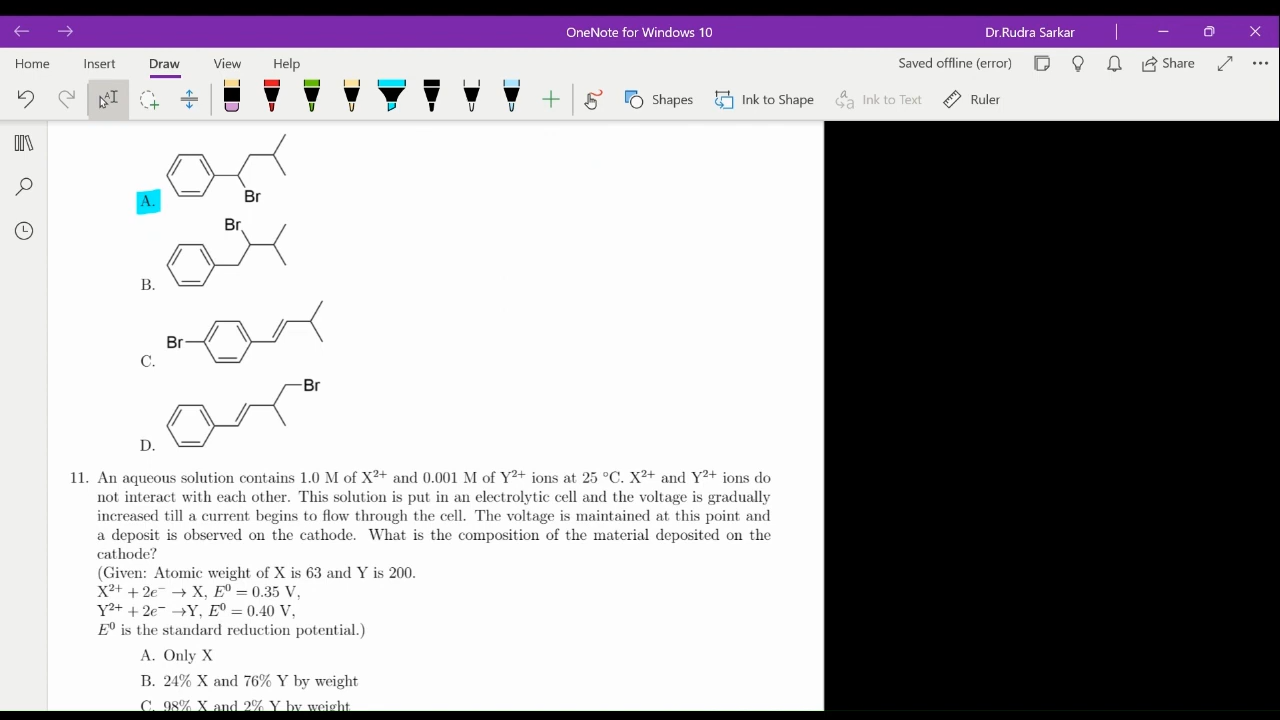 OneNote for Windows 10
Dr.Rudra Sarkar
Home Insert Draw View Help
Saved offline (error)
Share
Shapes
Ink to Shape
Ink to Text
Ruler
Br
A.
Br
B.
Br
C.
Br
D.
11. An aqueous solution contains 1.0 M of X²⁺ and 0.001 M of Y²⁺ ions at 25 °C. X²⁺ and Y²⁺ ions do
not interact with each other. This solution is put in an electrolytic cell and the voltage is gradually
increased till a current begins to flow through the cell. The voltage is maintained at this point and
a deposit is observed on the cathode. What is the composition of the material deposited on the
cathode?
(Given: Atomic weight of X is 63 and Y is 200.
X²⁺ + 2e⁻ → X, E⁰ = 0.35 V,
Y²⁺ + 2e⁻ →Y, E⁰ = 0.40 V,
E⁰ is the standard reduction potential.)
A. Only X
B. 24% X and 76% Y by weight
C. 98% X and 2% Y by weight